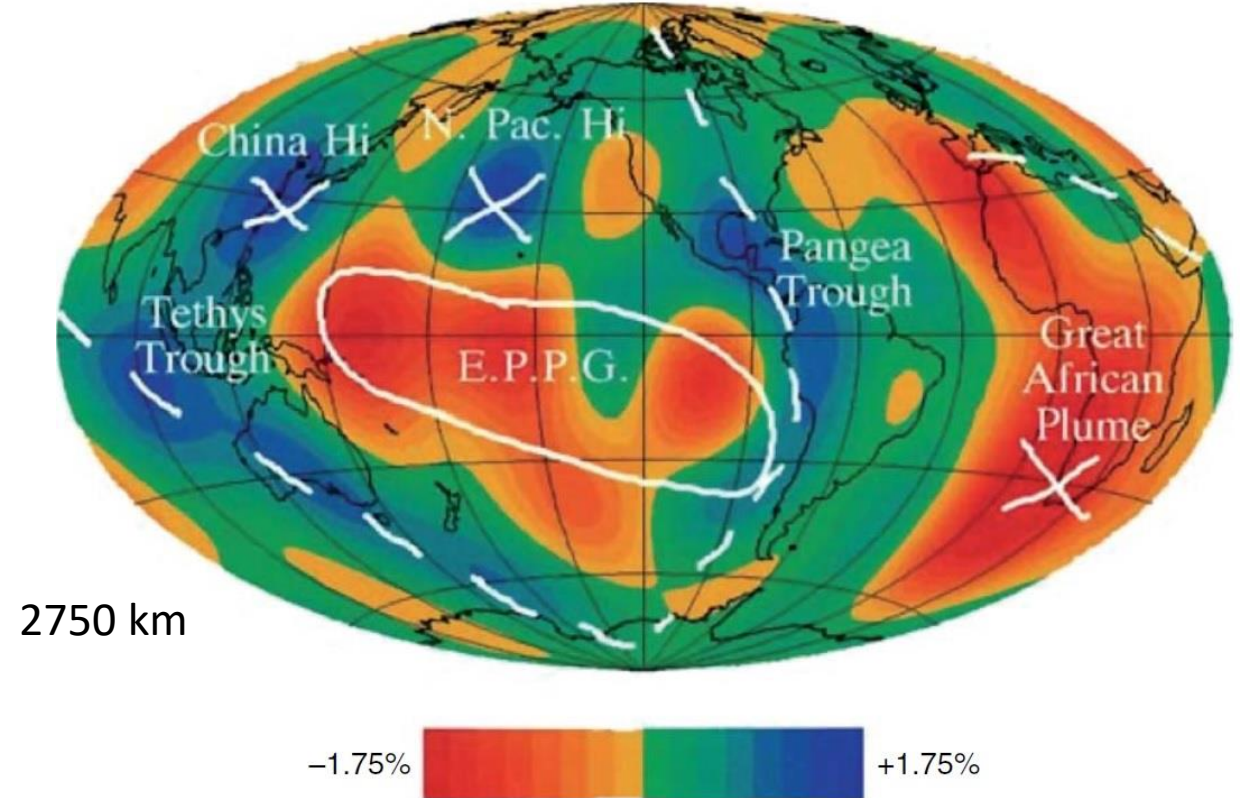 China Hi
N. Pac. Hi
Pangea
Trough
Tethys
Trough
E.P.P.G.
Great
African
Plume
2750 km
–1.75%
+1.75%